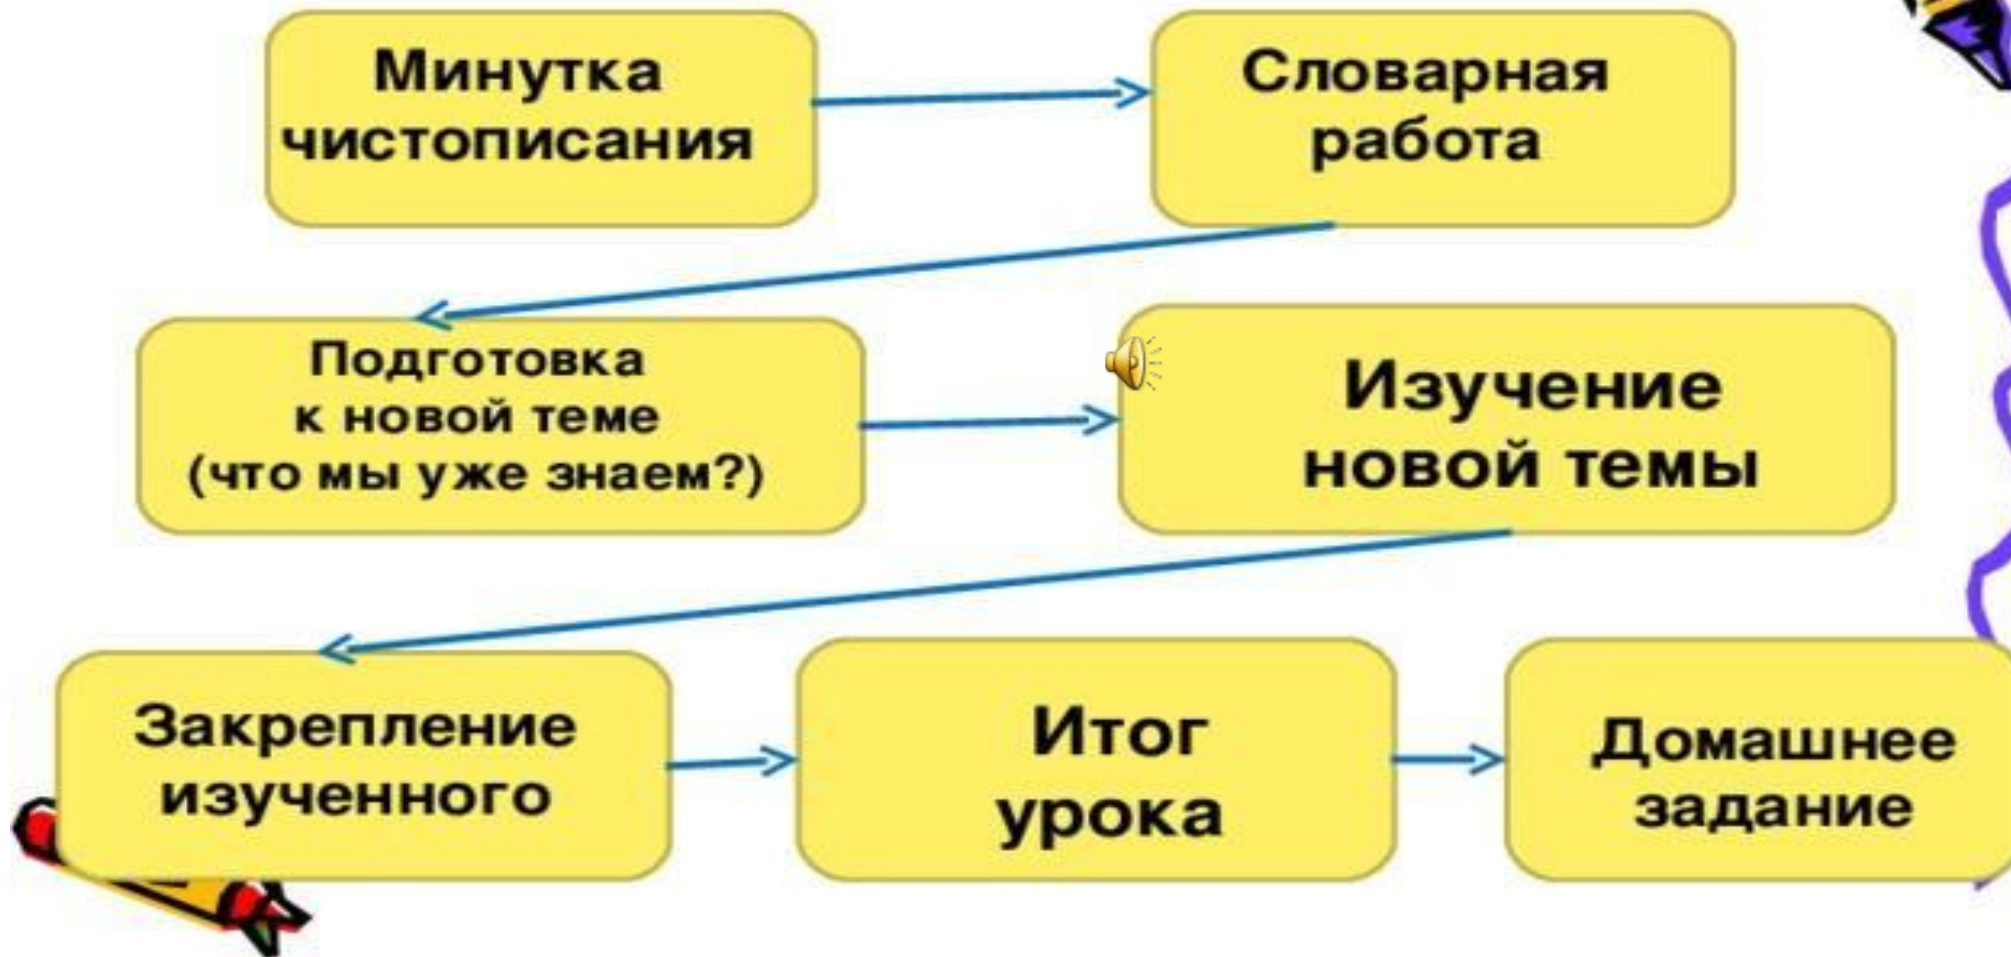 Минутка
чистописания
Словарная
работа
Подготовка
к новой теме
(что мы уже знаем?)
Изучение
новой темы
Закрепление
изученного
Итог
урока
Домашнее
задание